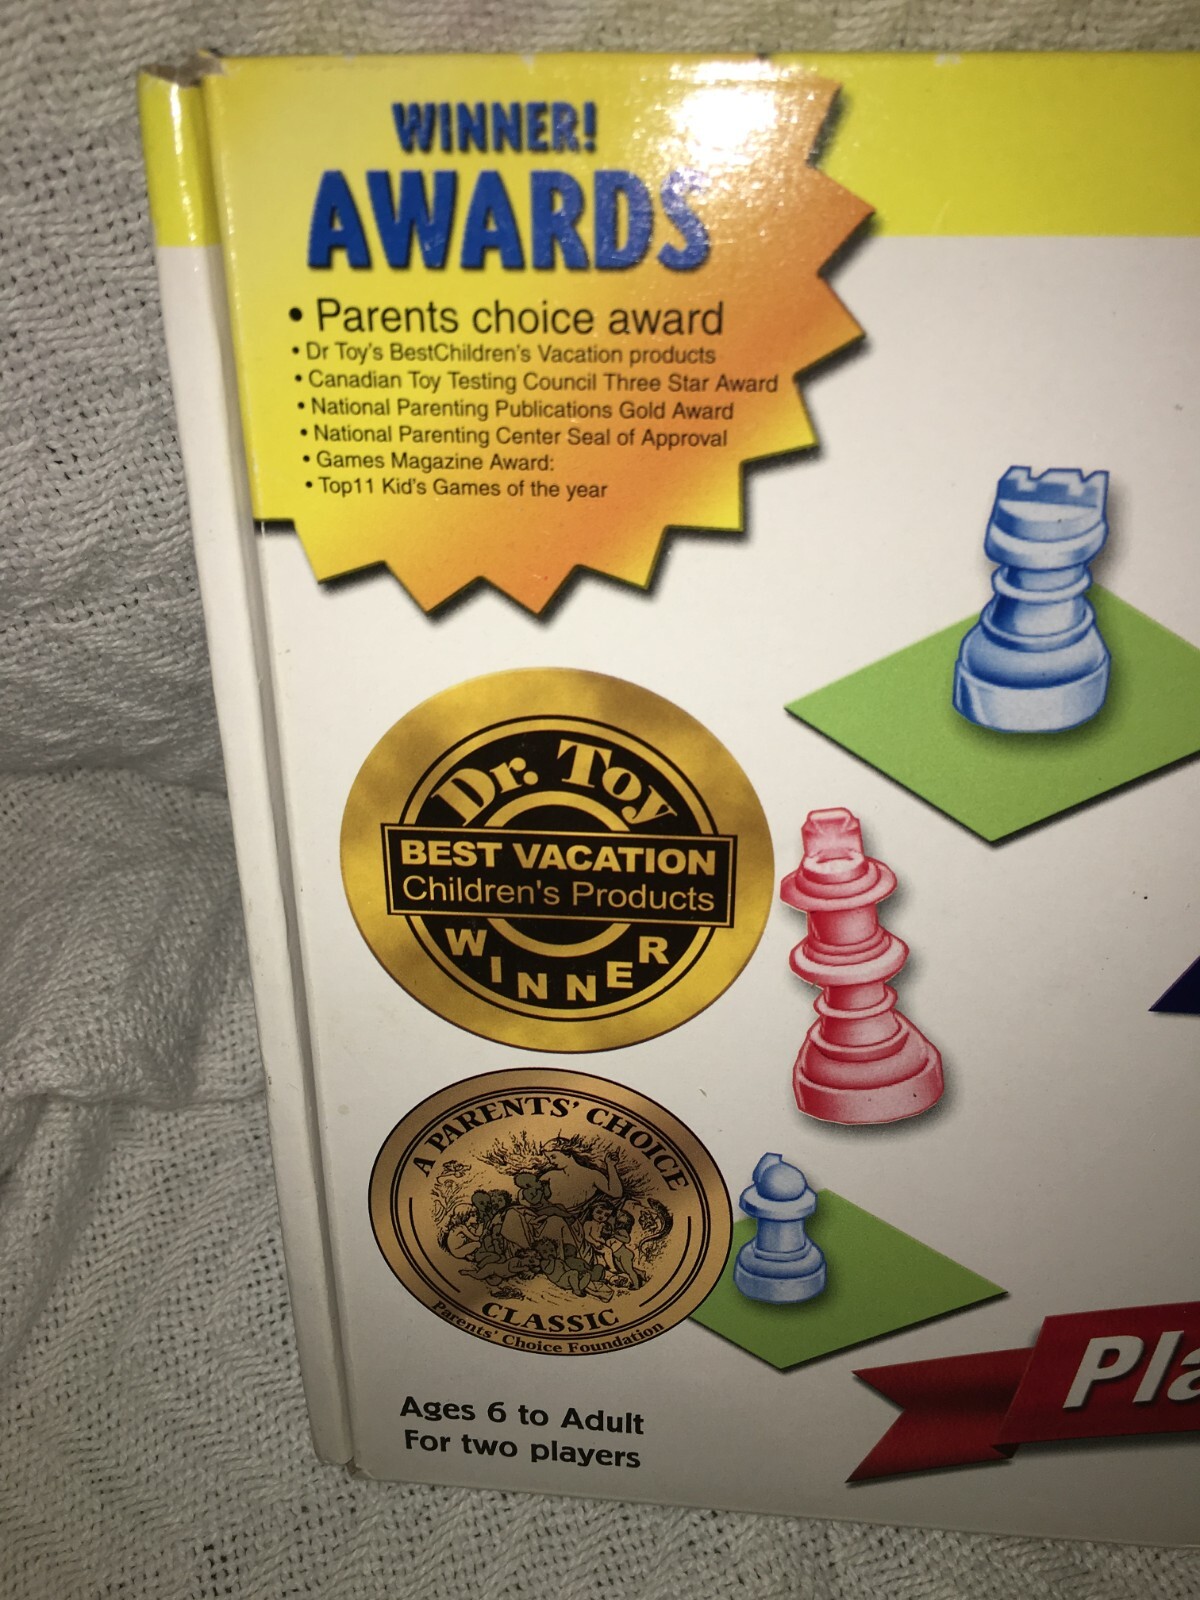 WINNER!
AWARDS
• Parents choice award
• Dr Toy's BestChildren's Vacation products
• Canadian Toy Testing Council Three Star Award
• National Parenting Publications Gold Award
• National Parenting Center Seal of Approval
• Games Magazine Award:
• Top11 Kid's Games of the year
Dr. Toy
BEST VACATION
Children's Products
WINNER
A PARENTS' CHOICE
CLASSIC
Parents' Choice Foundation
Pla
Ages 6 to Adult
For two players